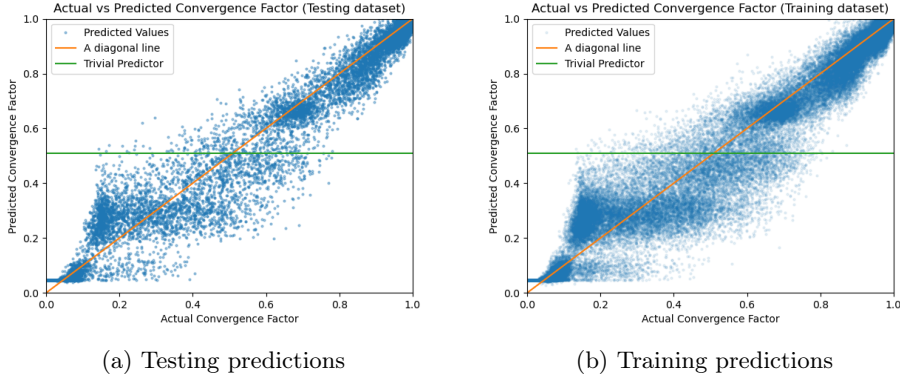 Actual vs Predicted Convergence Factor (Testing dataset)
1.0
0.8
0.6
0.4
0.2
0.0
Predicted Convergence Factor
Predicted Values
A diagonal line
Trivial Predictor
0.0 0.2 0.4 0.6 0.8 1.0
Actual Convergence Factor
(a) Testing predictions
Actual vs Predicted Convergence Factor (Training dataset)
1.0
0.8
0.6
0.4
0.2
0.0
Predicted Convergence Factor
Predicted Values
A diagonal line
Trivial Predictor
0.0 0.2 0.4 0.6 0.8 1.0
Actual Convergence Factor
(b) Training predictions